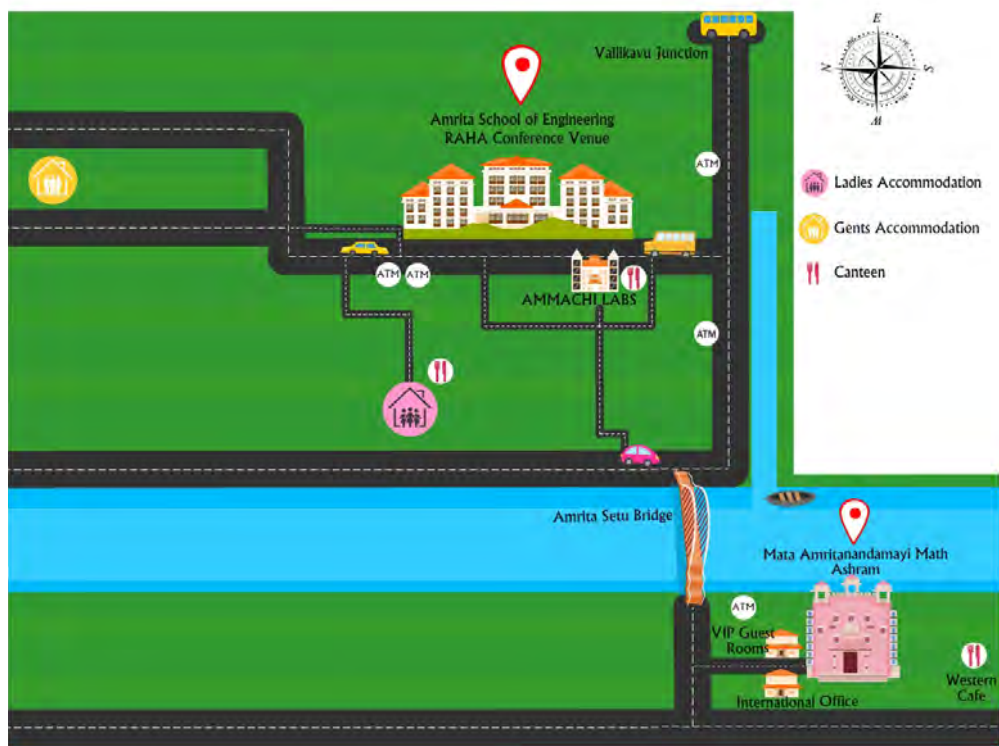 Vallikavu Junction
E
N
S
W
Amrita School of Engineering
RAHA Conference Venue
ATM
Ladies Accommodation
Gents Accommodation
Canteen
ATM
ATM
AMMACHI LABS
ATM
Amrita Setu Bridge
Mata Amritanandamayi Math
Ashram
ATM
VIP Guest
Rooms
International Office
Western
Cafe